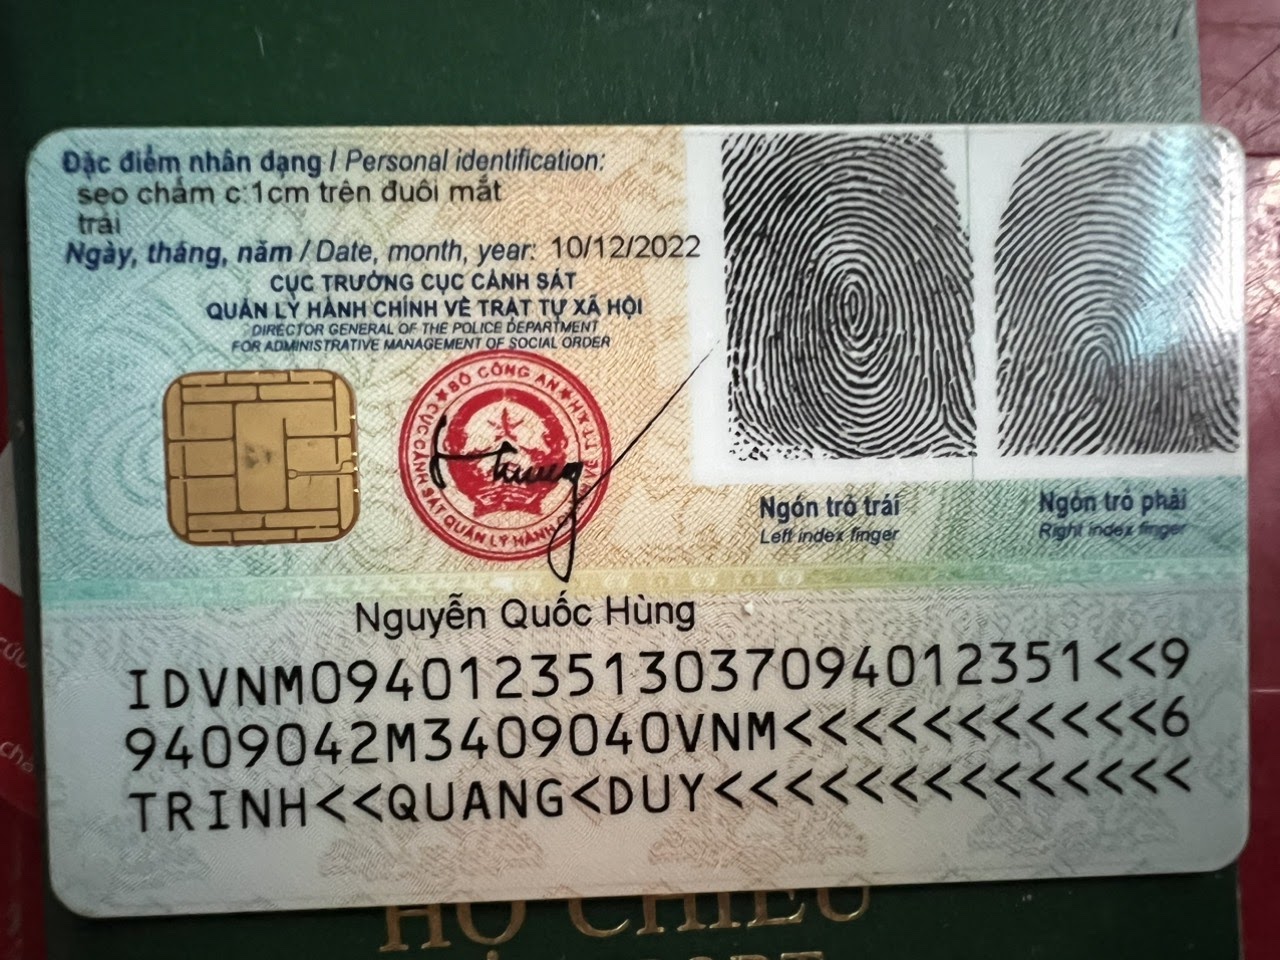 Đặc điểm nhân dạng / Personal identification:
sẹo chấm c:1cm trên đuôi mắt
trái
Ngày, tháng, năm / Date, month, year: 10/12/2022
CỤC TRƯỞNG CỤC CẢNH SÁT
QUẢN LÝ HÀNH CHÍNH VỀ TRẬT TỰ XÃ HỘI
DIRECTOR GENERAL OF THE POLICE DEPARTMENT
FOR ADMINISTRATIVE MANAGEMENT OF SOCIAL ORDER
BỘ CÔNG AN
CỤC CẢNH SÁT QUẢN LÝ HÀNH
VỀ TTXH
Ngón trỏ trái
Left index finger
Ngón trỏ phải
Right index finger
Nguyễn Quốc Hùng
IDVNM0940123513037094012351<<9
9409042M3409040VNM<<<<<<<<<<<6
TRINH<<QUANG<DUY<<<<<<<<<<<<<<
HỘ CHIẾU